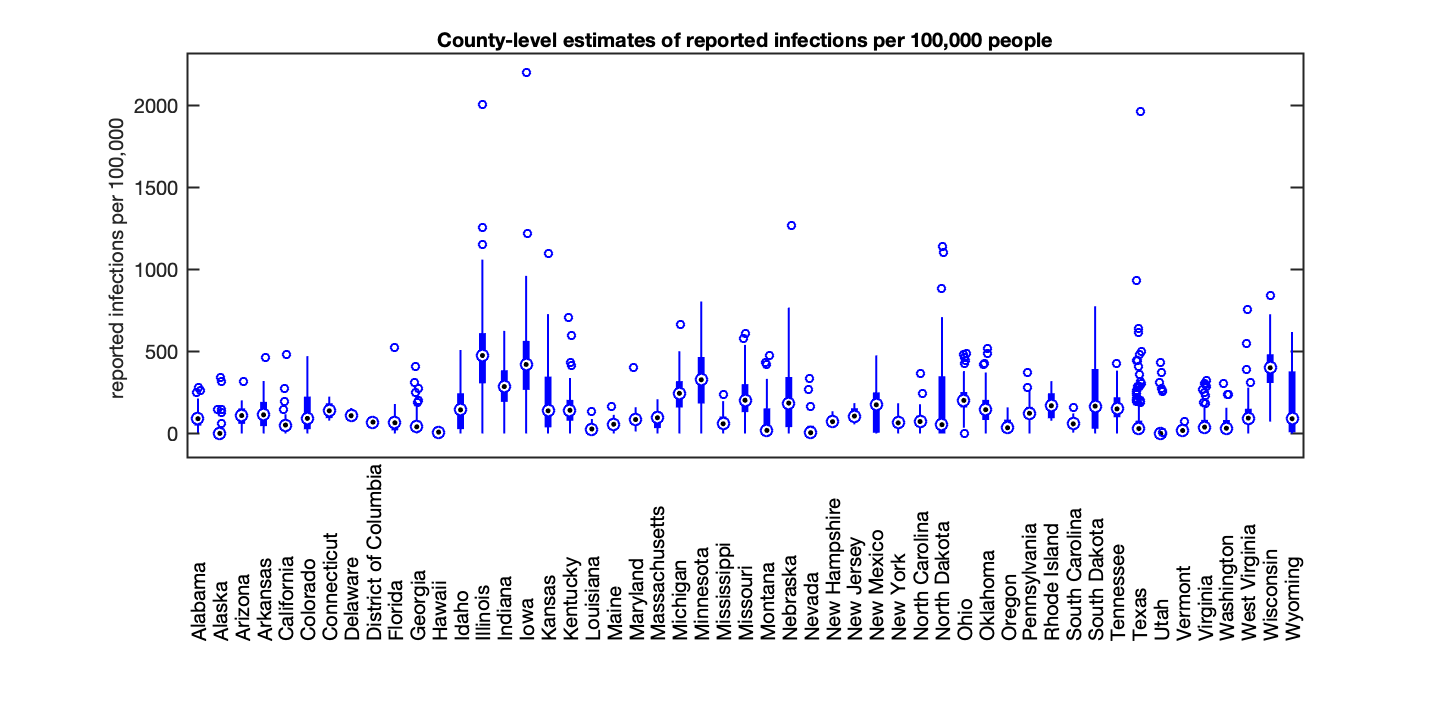 County-level estimates of reported infections per 100,000 people
reported infections per 100,000
2000
1500
1000
500
0
Alabama
Alaska
Arizona
Arkansas
California
Colorado
Connecticut
Delaware
District of Columbia
Florida
Georgia
Hawaii
Idaho
Illinois
Indiana
Iowa
Kansas
Kentucky
Louisiana
Maine
Maryland
Massachusetts
Michigan
Minnesota
Mississippi
Missouri
Montana
Nebraska
Nevada
New Hampshire
New Jersey
New Mexico
New York
North Carolina
North Dakota
Ohio
Oklahoma
Oregon
Pennsylvania
Rhode Island
South Carolina
South Dakota
Tennessee
Texas
Utah
Vermont
Virginia
Washington
West Virginia
Wisconsin
Wyoming